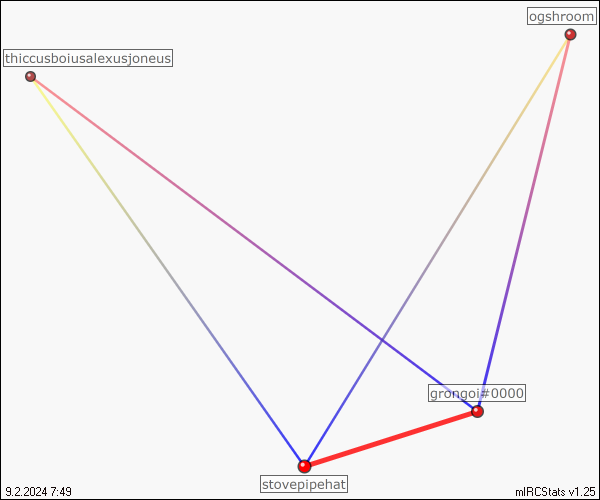 ogshroom
thiccusboiusalexusjoneus
grongoi#0000
stovepipehat
9.2.2024 7:49
mIRCStats v1.25